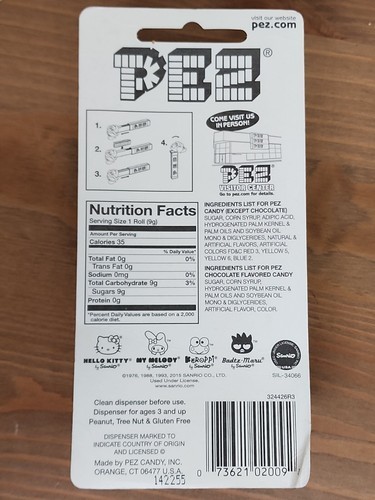 visit our website
pez.com
PEZ®
COME VISIT US
IN PERSON!
1.
2.
3.
4.
PEZ
VISITOR CENTER
Go to pez.com for details.
Nutrition Facts
Serving Size 1 Roll (9g)
Amount Per Serving
Calories 35
% Daily Value*
Total Fat 0g 0%
Trans Fat 0g
Sodium 0mg 0%
Total Carbohydrate 9g 3%
Sugars 9g
Protein 0g
*Percent Daily Values are based on a 2,000
calorie diet.
INGREDIENTS LIST FOR PEZ
CANDY (EXCEPT CHOCOLATE)
SUGAR, CORN SYRUP, ADIPIC ACID,
HYDROGENATED PALM KERNEL &
PALM OILS AND SOYBEAN OIL,
MONO & DIGLYCERIDES, NATURAL &
ARTIFICIAL FLAVORS, ARTIFICIAL
COLORS FD&C RED 3, YELLOW 5,
YELLOW 6, BLUE 2.
INGREDIENTS LIST FOR PEZ
CHOCOLATE FLAVORED CANDY
SUGAR, CORN SYRUP,
HYDROGENATED PALM KERNEL &
PALM OILS AND SOYBEAN OIL,
MONO & DIGLYCERIDES,
ARTIFICIAL FLAVOR, COLOR.
HELLO KITTY® MY MELODY® KEROPPI® Badtz-Maru®
by Sanrio® by Sanrio® by Sanrio® by Sanrio®
Sanrio
©1976, 1988, 1993, 2015 SANRIO CO., LTD.
Used Under License.
www.sanrio.com
SIL-34066
Clean dispenser before use.
Dispenser for ages 3 and up
Peanut, Tree Nut & Gluten Free
DISPENSER MARKED TO
INDICATE COUNTRY OF ORIGIN
AND LICENSED ©
Made by PEZ CANDY, INC.
ORANGE, CT 06477 U.S.A.
142255
324426R3
0 73621 02009